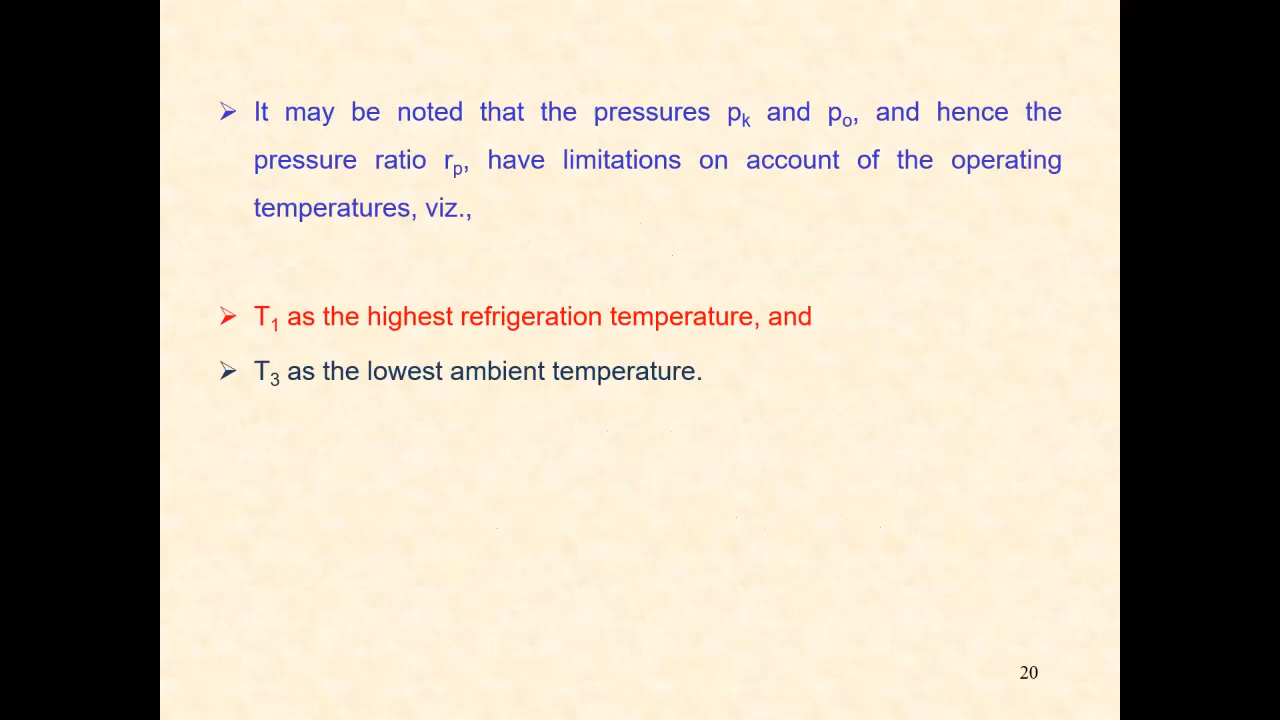 ➢ It may be noted that the pressures pk and po, and hence the
pressure ratio rp, have limitations on account of the operating
temperatures, viz.,
➢ T1 as the highest refrigeration temperature, and
➢ T3 as the lowest ambient temperature.
20